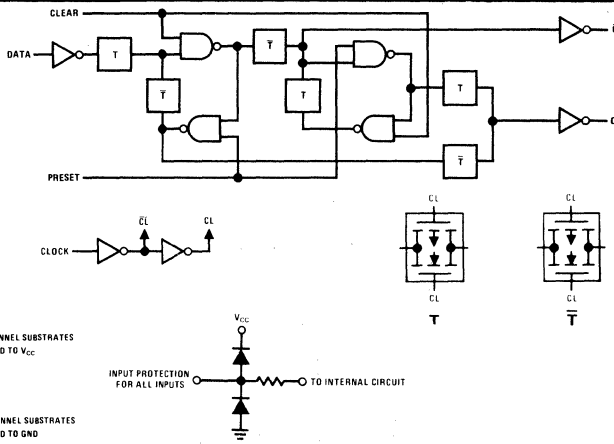 CLEAR
DATA
T
T̅
T̅
T
T
T̅
PRESET
CLOCK
C̅L̅
CL
CL
CL
T
CL
CL
T̅
NNEL SUBSTRATES
D TO VCC
VCC
INPUT PROTECTION
FOR ALL INPUTS
TO INTERNAL CIRCUIT
NNEL SUBSTRATES
D TO GND